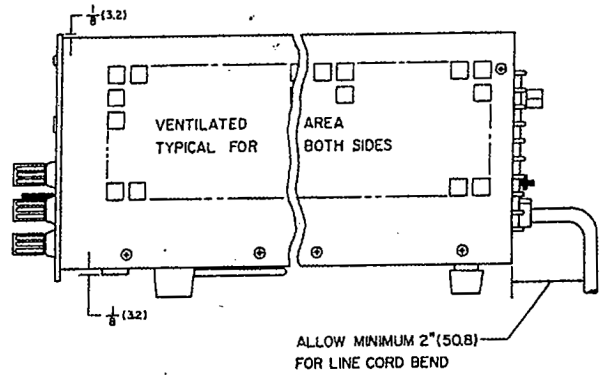 1/8 (3.2)
VENTILATED AREA
TYPICAL FOR BOTH SIDES
1/8 (3.2)
ALLOW MINIMUM 2" (50.8)
FOR LINE CORD BEND